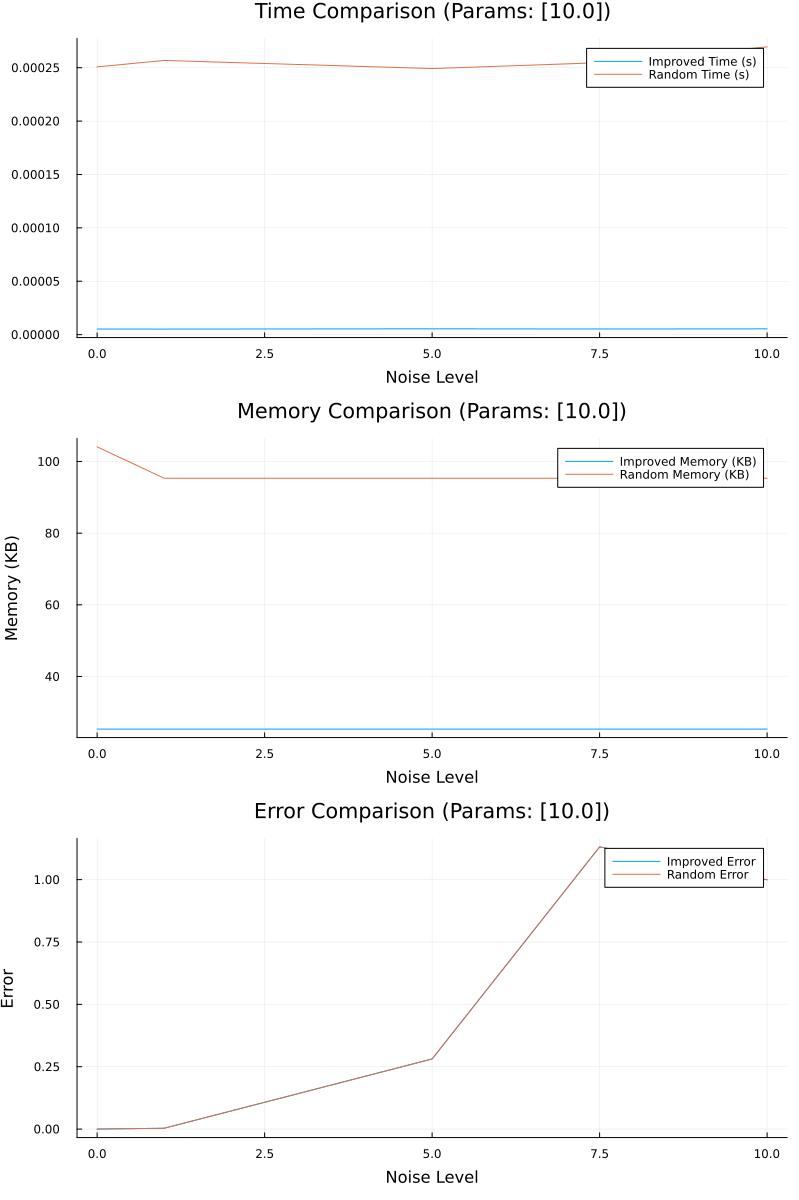 Time Comparison (Params: [10.0])
0.00025
0.00020
0.00015
0.00010
0.00005
0.00000
Improved Time (s)
Random Time (s)
0.0 2.5 5.0 7.5 10.0
Noise Level
Memory Comparison (Params: [10.0])
Memory (KB)
100
80
60
40
Improved Memory (KB)
Random Memory (KB)
0.0 2.5 5.0 7.5 10.0
Noise Level
Error Comparison (Params: [10.0])
Error
1.00
0.75
0.50
0.25
0.00
Improved Error
Random Error
0.0 2.5 5.0 7.5 10.0
Noise Level